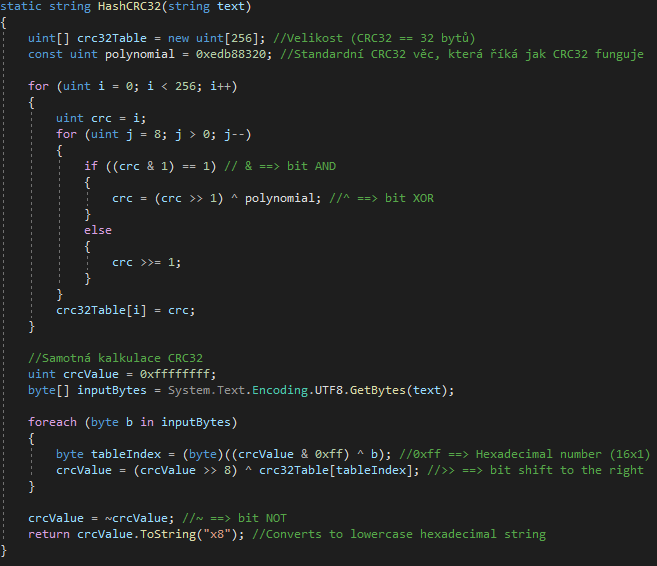 static string HashCRC32(string text)
{
    uint[] crc32Table = new uint[256]; //Velikost (CRC32 == 32 bytů)
    const uint polynomial = 0xedb88320; //Standardní CRC32 věc, která říká jak CRC32 funguje

    for (uint i = 0; i < 256; i++)
    {
        uint crc = i;
        for (uint j = 8; j > 0; j--)
        {
            if ((crc & 1) == 1) // & ==> bit AND
            {
                crc = (crc >> 1) ^ polynomial; //^ ==> bit XOR
            }
            else
            {
                crc >>= 1;
            }
        }
        crc32Table[i] = crc;
    }

    //Samotná kalkulace CRC32
    uint crcValue = 0xffffffff;
    byte[] inputBytes = System.Text.Encoding.UTF8.GetBytes(text);

    foreach (byte b in inputBytes)
    {
        byte tableIndex = (byte)((crcValue & 0xff) ^ b); //0xff ==> Hexadecimal number (16x1)
        crcValue = (crcValue >> 8) ^ crc32Table[tableIndex]; //>> ==> bit shift to the right
    }

    crcValue = ~crcValue; //~ ==> bit NOT
    return crcValue.ToString("x8"); //Converts to lowercase hexadecimal string
}